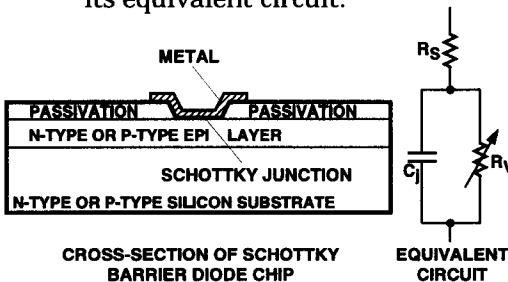 its equivalent circuit.
METAL
PASSIVATION PASSIVATION
N-TYPE OR P-TYPE EPI LAYER
SCHOTTKY JUNCTION
N-TYPE OR P-TYPE SILICON SUBSTRATE
CROSS-SECTION OF SCHOTTKY
BARRIER DIODE CHIP
RS
Cj
RV
EQUIVALENT
CIRCUIT